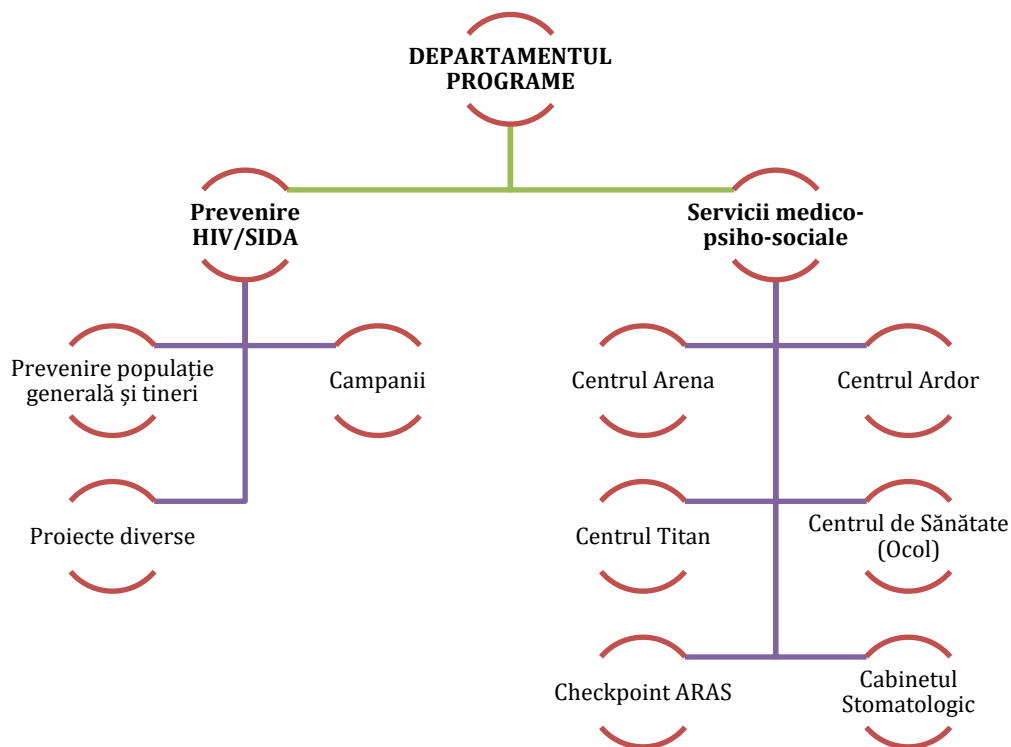 DEPARTAMENTUL
PROGRAME
Prevenire
HIV/SIDA
Servicii medico-
psiho-sociale
Prevenire populație
generală și tineri
Campanii
Centrul Arena
Centrul Ardor
Proiecte diverse
Centrul Titan
Centrul de Sănătate
(Ocol)
Checkpoint ARAS
Cabinetul
Stomatologic